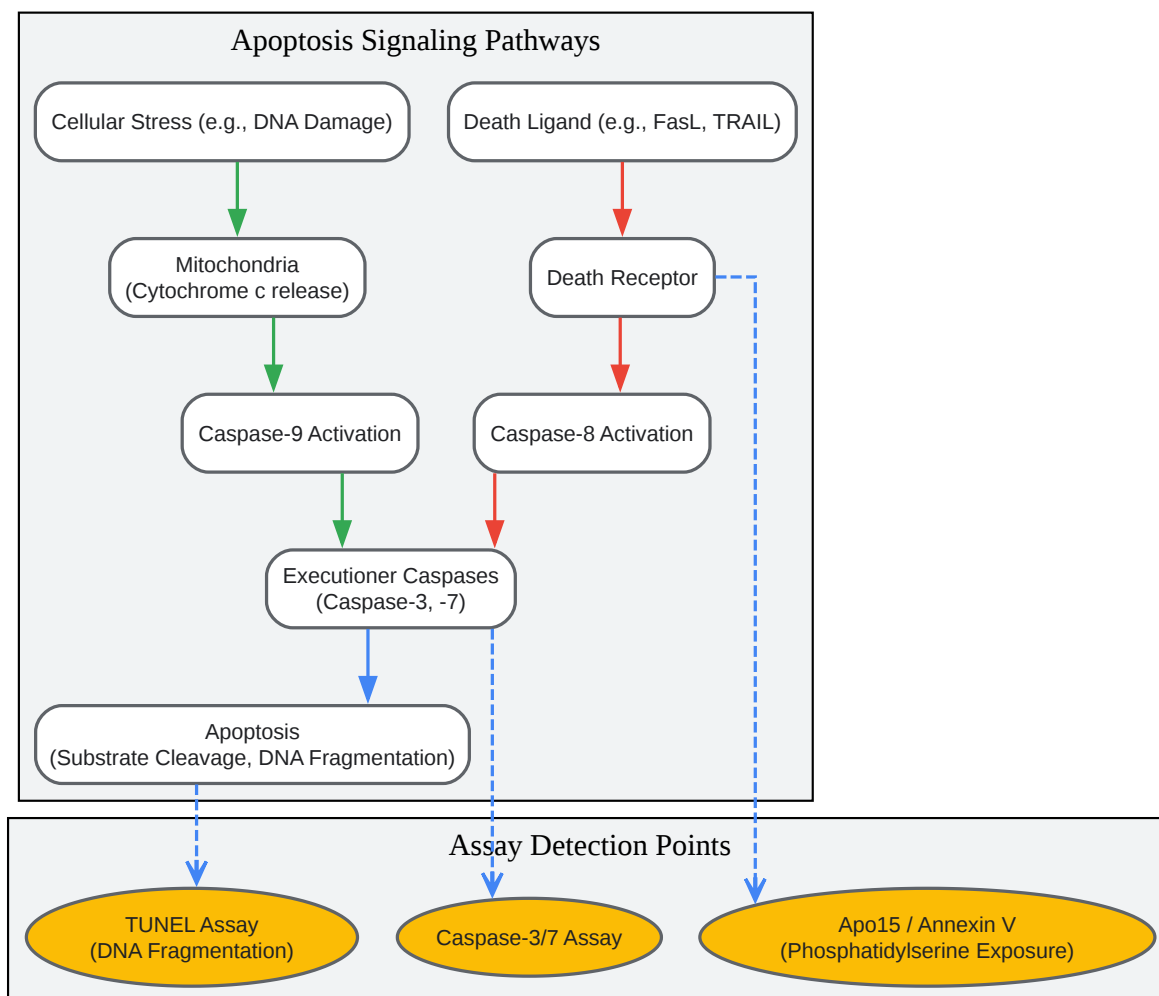 Apoptosis Signaling Pathways
Cellular Stress (e.g., DNA Damage)
Death Ligand (e.g., FasL, TRAIL)
Mitochondria
(Cytochrome c release)
Death Receptor
Caspase-9 Activation
Caspase-8 Activation
Executioner Caspases
(Caspase-3, -7)
Apoptosis
(Substrate Cleavage, DNA Fragmentation)
Assay Detection Points
TUNEL Assay
(DNA Fragmentation)
Caspase-3/7 Assay
Apo15 / Annexin V
(Phosphatidylserine Exposure)